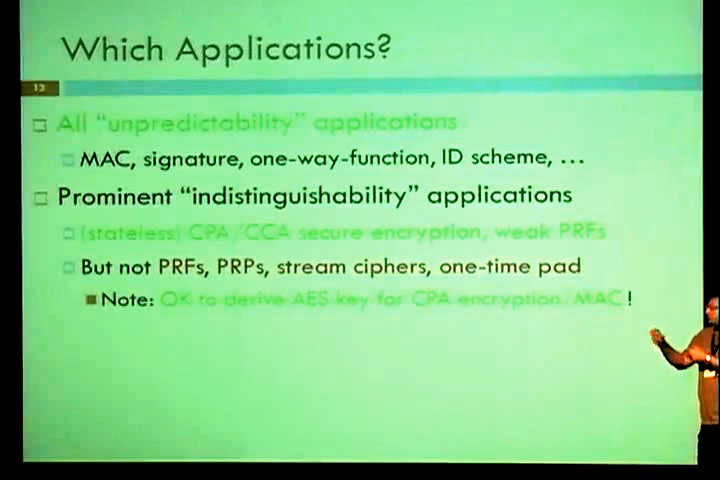 Which Applications?
13
All “unpredictability” applications
MAC, signature, one-way-function, ID scheme, …
Prominent “indistinguishability” applications
(stateless) CPA/CCA secure encryption, weak PRFs
But not PRFs, PRPs, stream ciphers, one-time pad
Note: OK to derive AES key for CPA encryption/MAC!